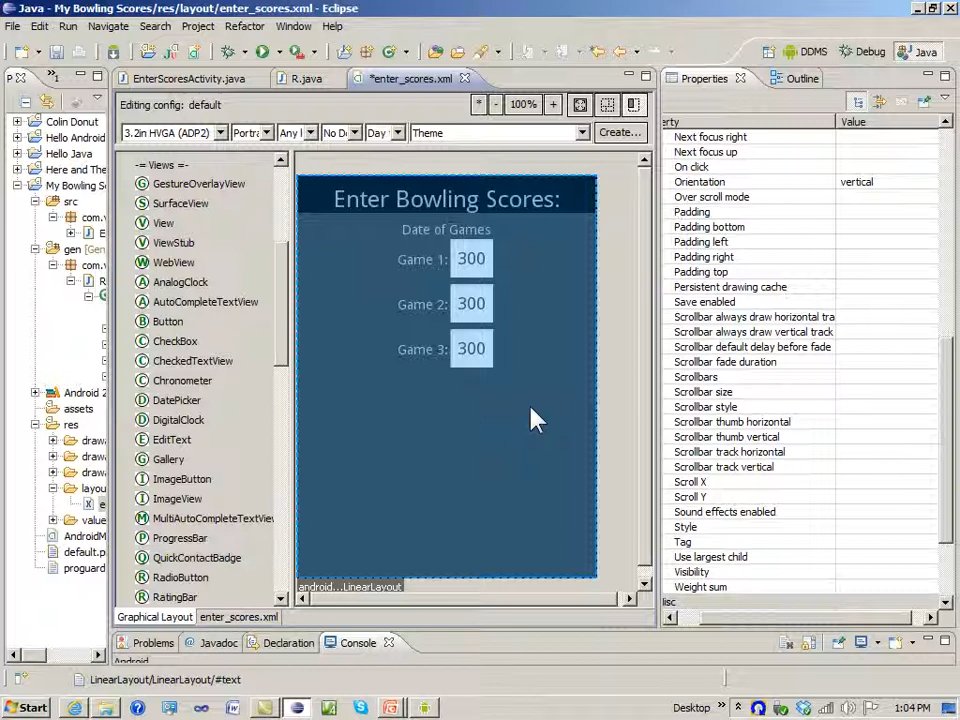 Java - My Bowling Scores/res/layout/enter_scores.xml - Eclipse
File Edit Run Navigate Search Project Refactor Window Help
DDMS Debug Java
P 1 EnterScoresActivity.java R.java *enter_scores.xml Properties Outline
Editing config: default
100%
3.2in HVGA (ADP2) Portra Any l No D Day Theme Create...
Colin Donut
Hello Android
Hello Java
Here and The
My Bowling S
src
com.v
E
gen [Gen
com.v
R
Android 2
assets
res
drawa
drawa
drawa
layou
e
value
AndroidM
default.p
proguard
-= Views =-
GestureOverlayView
SurfaceView
View
ViewStub
WebView
AnalogClock
AutoCompleteTextView
Button
CheckBox
CheckedTextView
Chronometer
DatePicker
DigitalClock
EditText
Gallery
ImageButton
ImageView
MultiAutoCompleteTextView
ProgressBar
QuickContactBadge
RadioButton
RatingBar
Enter Bowling Scores:
Date of Games
Game 1: 300
Game 2: 300
Game 3: 300
android...LinearLayout
Graphical Layout enter_scores.xml
erty Value
Next focus right
Next focus up
On click
Orientation vertical
Over scroll mode
Padding
Padding bottom
Padding left
Padding right
Padding top
Persistent drawing cache
Save enabled
Scrollbar always draw horizontal tra
Scrollbar always draw vertical track
Scrollbar default delay before fade
Scrollbar fade duration
Scrollbars
Scrollbar size
Scrollbar style
Scrollbar thumb horizontal
Scrollbar thumb vertical
Scrollbar track horizontal
Scrollbar track vertical
Scroll X
Scroll Y
Sound effects enabled
Style
Tag
Use largest child
Visibility
Weight sum
lisc
Problems Javadoc Declaration Console
Android
LinearLayout/LinearLayout/#text
Start Desktop 1:04 PM